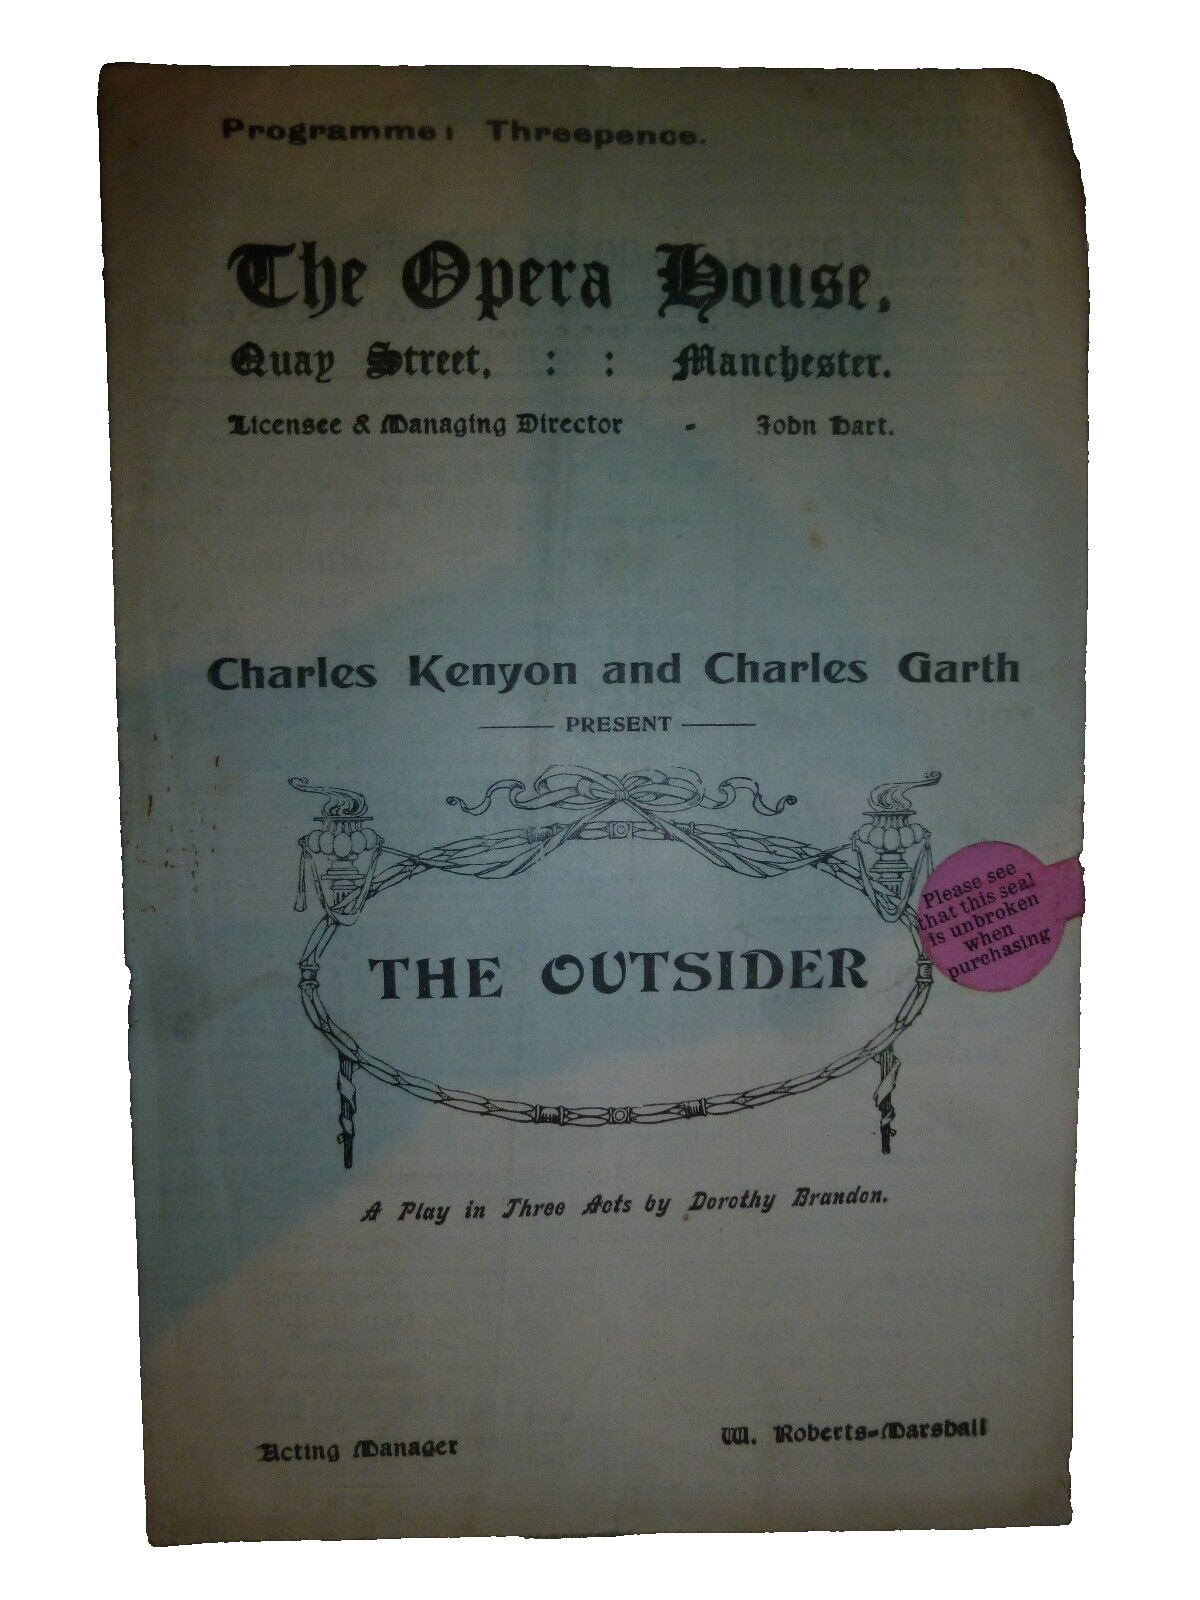 Programme: Threepence.
The Opera House,
Quay Street, : : Manchester.
Licensee & Managing Director - John Hart.
Charles Kenyon and Charles Garth
PRESENT
THE OUTSIDER
Please see
that this seal
is unbroken
when
purchasing
A Play in Three Acts by Dorothy Brandon.
Acting Manager W. Roberts-Marshall